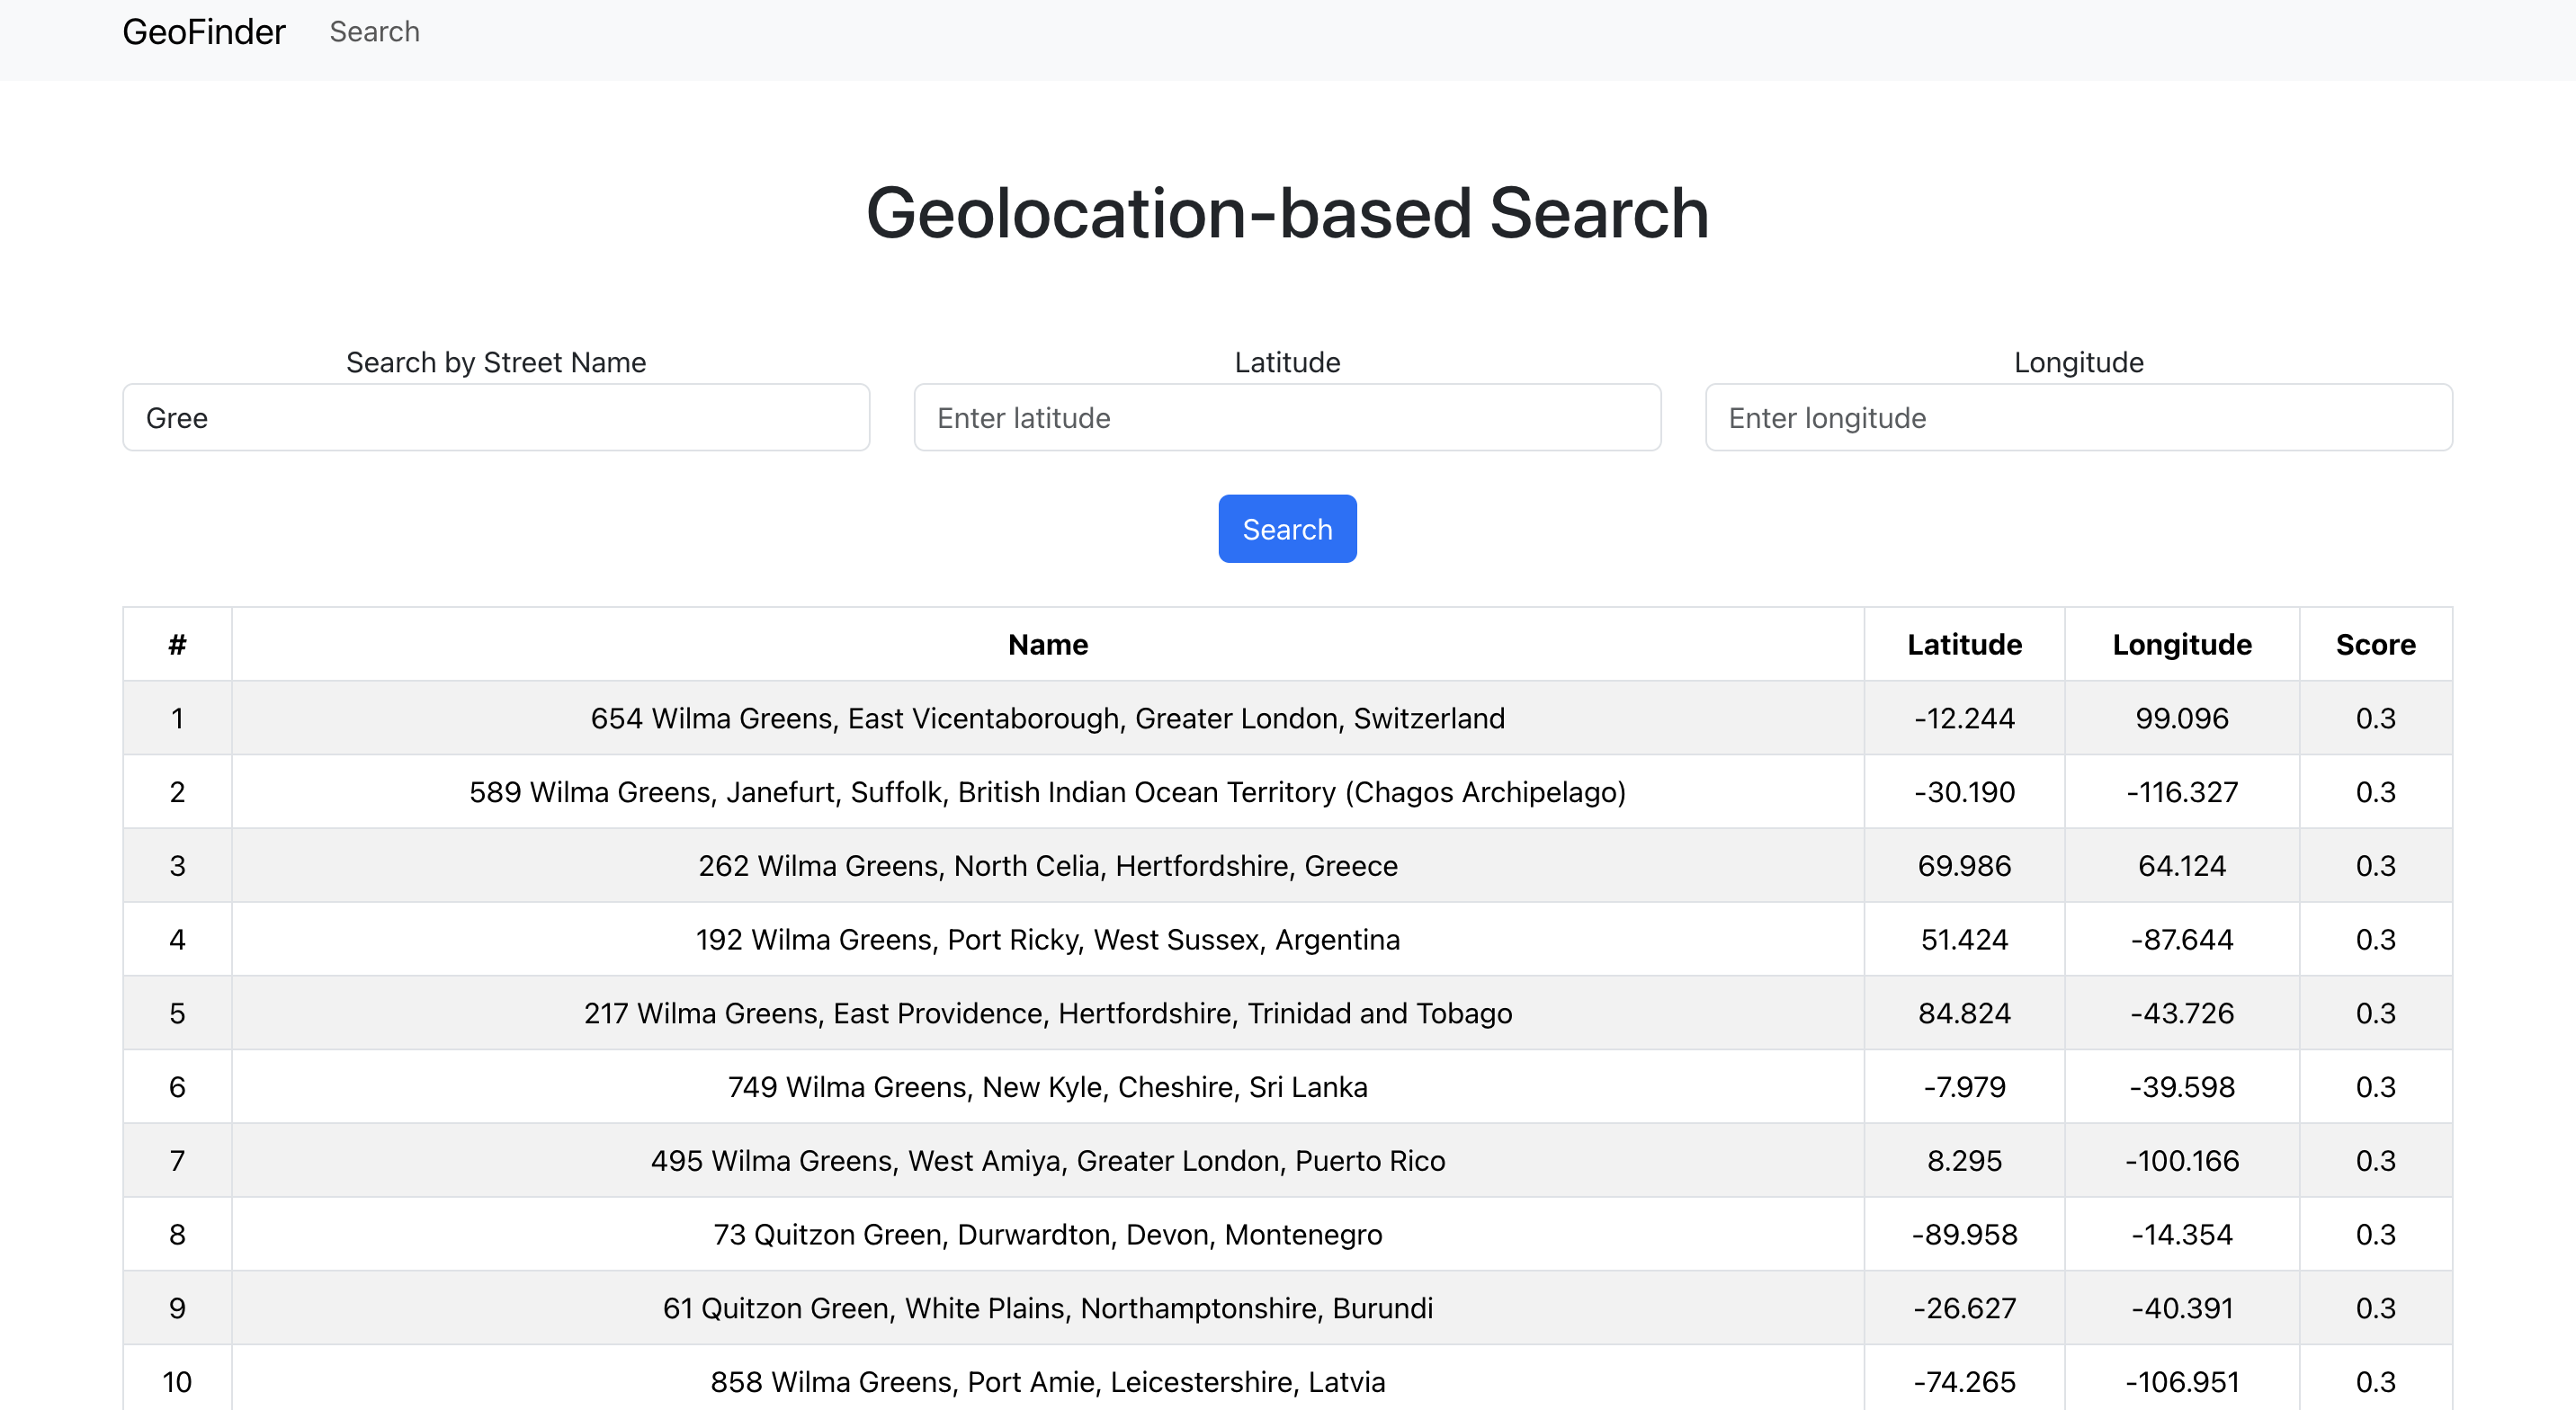 GeoFinder Search
Geolocation-based Search
Search by Street Name Latitude Longitude
Gree Enter latitude Enter longitude
Search
# Name Latitude Longitude Score
1 654 Wilma Greens, East Vicentaborough, Greater London, Switzerland -12.244 99.096 0.3
2 589 Wilma Greens, Janefurt, Suffolk, British Indian Ocean Territory (Chagos Archipelago) -30.190 -116.327 0.3
3 262 Wilma Greens, North Celia, Hertfordshire, Greece 69.986 64.124 0.3
4 192 Wilma Greens, Port Ricky, West Sussex, Argentina 51.424 -87.644 0.3
5 217 Wilma Greens, East Providence, Hertfordshire, Trinidad and Tobago 84.824 -43.726 0.3
6 749 Wilma Greens, New Kyle, Cheshire, Sri Lanka -7.979 -39.598 0.3
7 495 Wilma Greens, West Amiya, Greater London, Puerto Rico 8.295 -100.166 0.3
8 73 Quitzon Green, Durwardton, Devon, Montenegro -89.958 -14.354 0.3
9 61 Quitzon Green, White Plains, Northamptonshire, Burundi -26.627 -40.391 0.3
10 858 Wilma Greens, Port Amie, Leicestershire, Latvia -74.265 -106.951 0.3